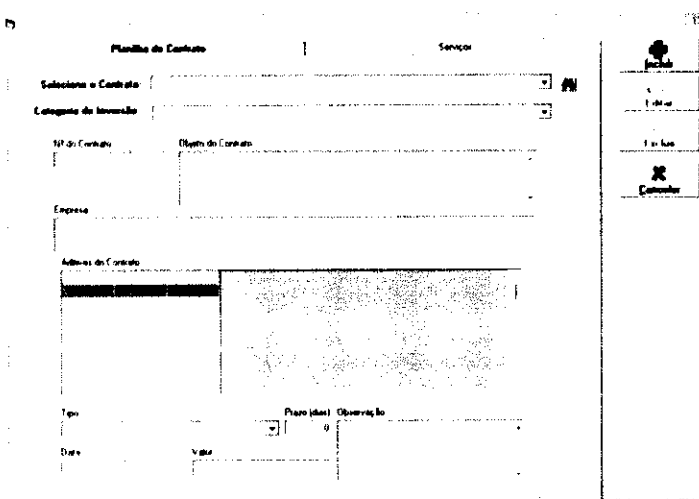 Planilha do Contrato
Serviços
Selecione o Contrato
Categoria de Inversão
Nº do Contrato
Objeto do Contrato
Empresa
Aditivos do Contrato
Tipo
Prazo (dias)
Observação
0
Data
Valor
Incluir
Editar
Excluir
Cancelar